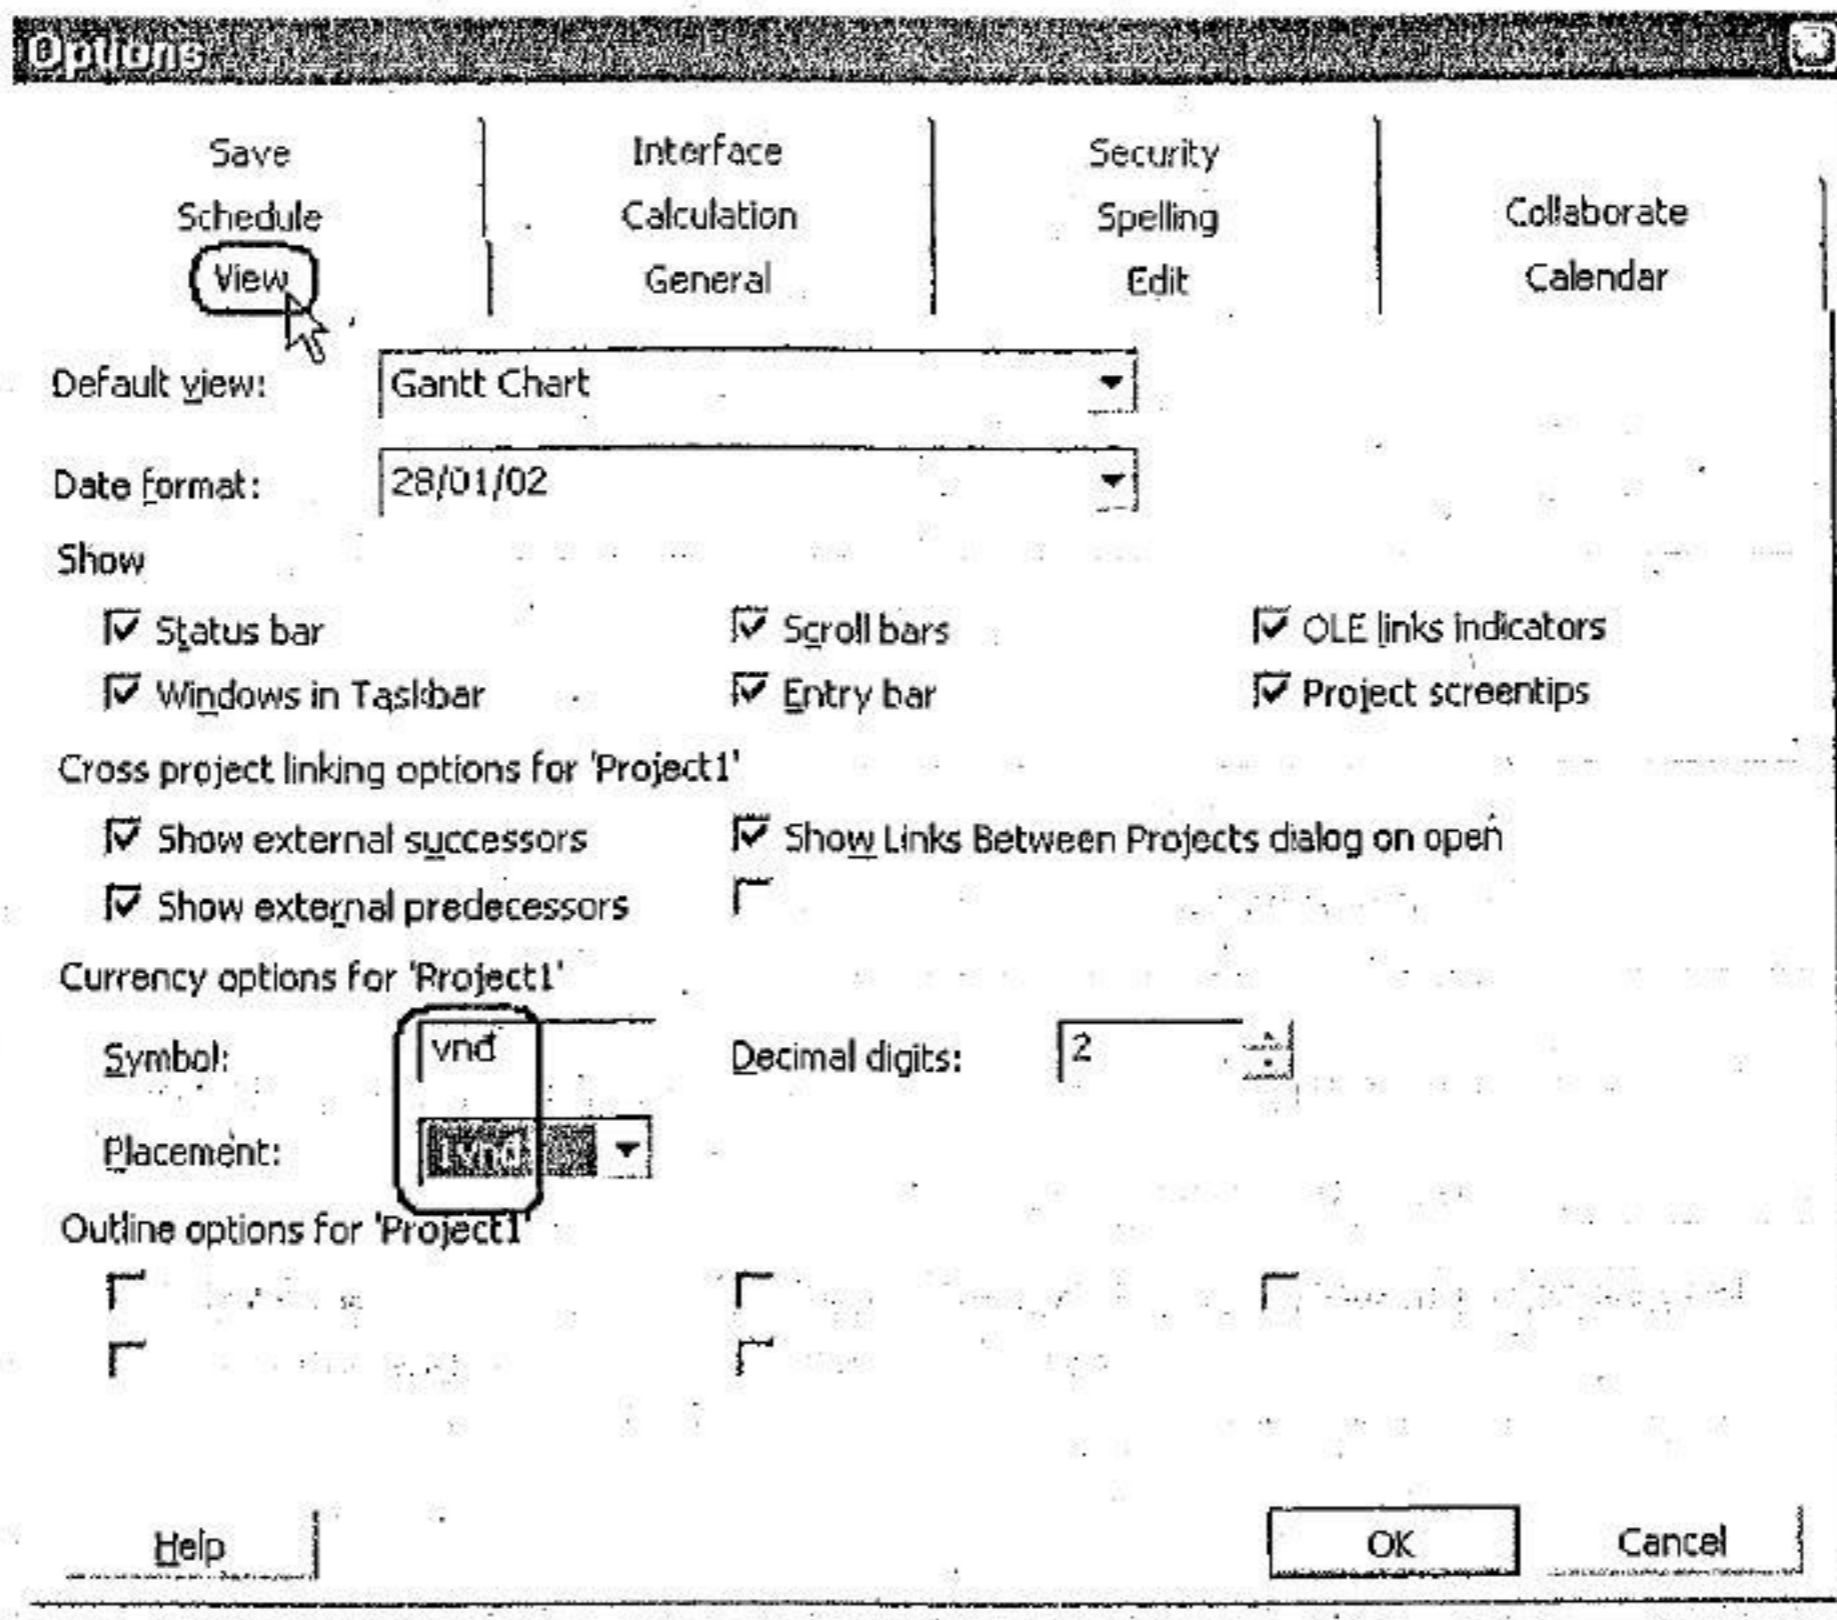 Options
Save Interface Security
Schedule Calculation Spelling Collaborate
View General Edit Calendar
Default view: Gantt Chart
Date format: 28/01/02
Show
Status bar Scroll bars OLE links indicators
Windows in Taskbar Entry bar Project screentips
Cross project linking options for 'Project1'
Show external successors Show Links Between Projects dialog on open
Show external predecessors
Currency options for 'Project1'
Symbol: vnd Decimal digits: 2
Placement: 1vnd
Outline options for 'Project1'
Help OK Cancel